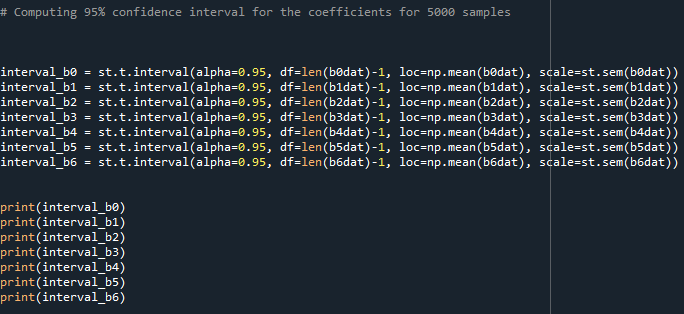 # Computing 95% confidence interval for the coefficients for 5000 samples
interval_b0 = st.t.interval(alpha=0.95, df=len(b0dat)-1, loc=np.mean(b0dat), scale=st.sem(b0dat))
interval_b1 = st.t.interval(alpha=0.95, df=len(b1dat)-1, loc=np.mean(b1dat), scale=st.sem(b1dat))
interval_b2 = st.t.interval(alpha=0.95, df=len(b2dat)-1, loc=np.mean(b2dat), scale=st.sem(b2dat))
interval_b3 = st.t.interval(alpha=0.95, df=len(b3dat)-1, loc=np.mean(b3dat), scale=st.sem(b3dat))
interval_b4 = st.t.interval(alpha=0.95, df=len(b4dat)-1, loc=np.mean(b4dat), scale=st.sem(b4dat))
interval_b5 = st.t.interval(alpha=0.95, df=len(b5dat)-1, loc=np.mean(b5dat), scale=st.sem(b5dat))
interval_b6 = st.t.interval(alpha=0.95, df=len(b6dat)-1, loc=np.mean(b6dat), scale=st.sem(b6dat))
print(interval_b0)
print(interval_b1)
print(interval_b2)
print(interval_b3)
print(interval_b4)
print(interval_b5)
print(interval_b6)